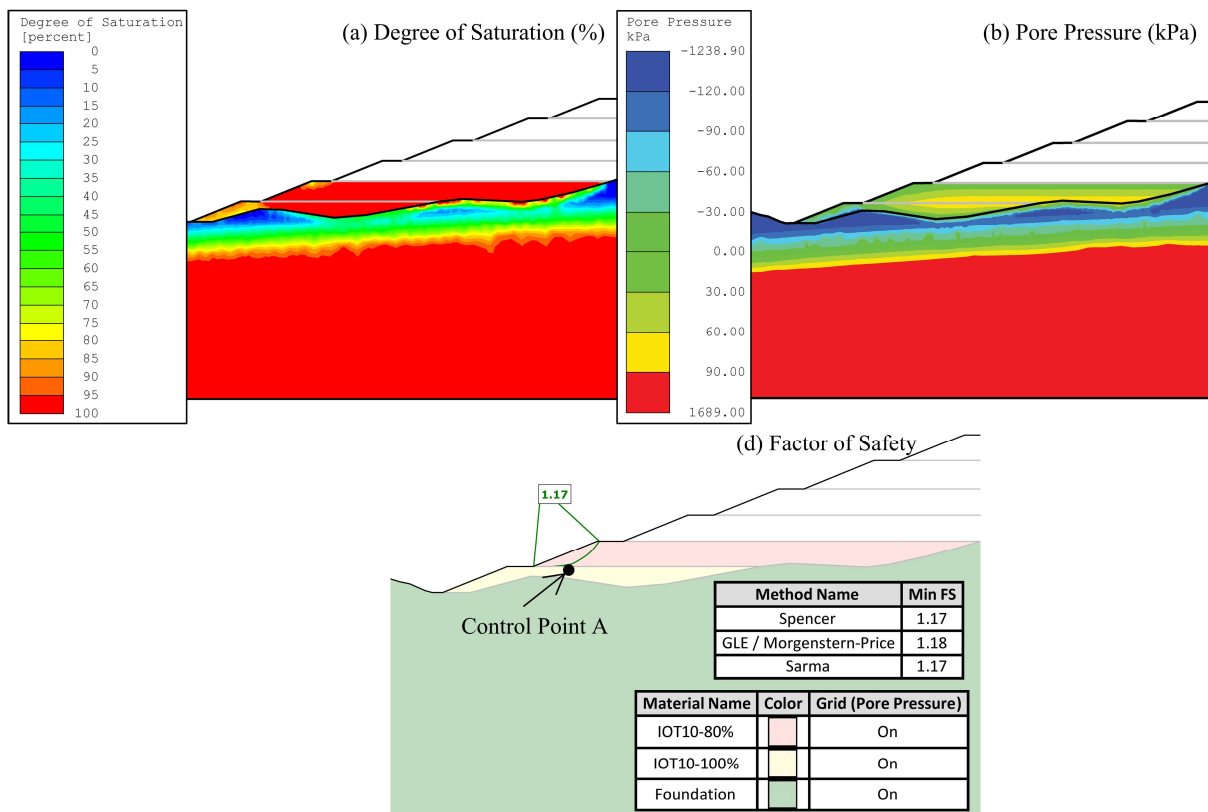 Degree of Saturation
[percent]
0
5
10
15
20
25
30
35
40
45
50
55
60
65
70
75
80
85
90
95
100
(a) Degree of Saturation (%)
Pore Pressure
kPa
-1238.90
-120.00
-90.00
-60.00
-30.00
0.00
30.00
60.00
90.00
1689.00
(b) Pore Pressure (kPa)
(d) Factor of Safety
1.17
Control Point A
Method Name Min FS
Spencer 1.17
GLE / Morgenstern-Price 1.18
Sarma 1.17
Material Name Color Grid (Pore Pressure)
IOT10-80% On
IOT10-100% On
Foundation On